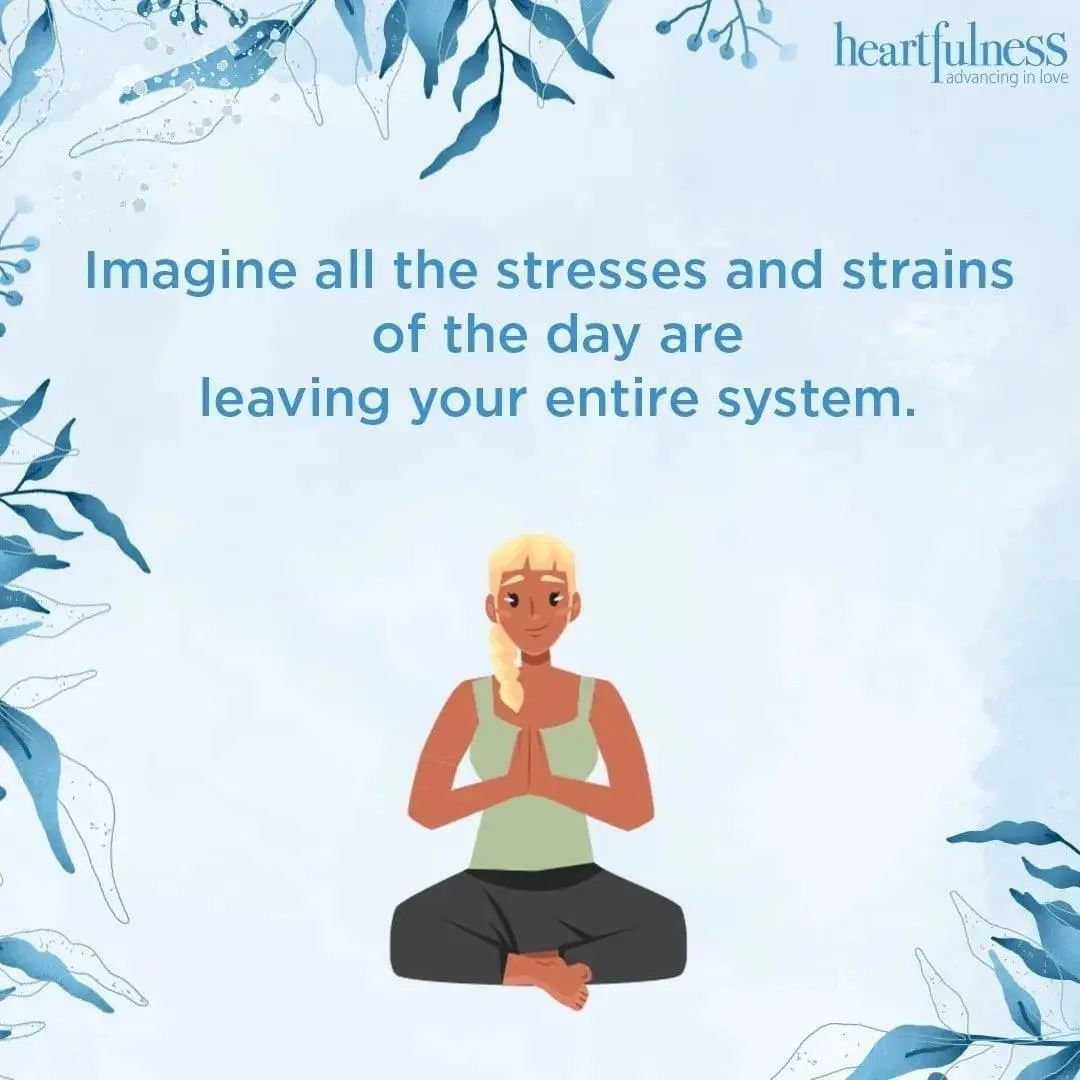 heartfulness
advancing in love
Imagine all the stresses and strains
of the day are
leaving your entire system.